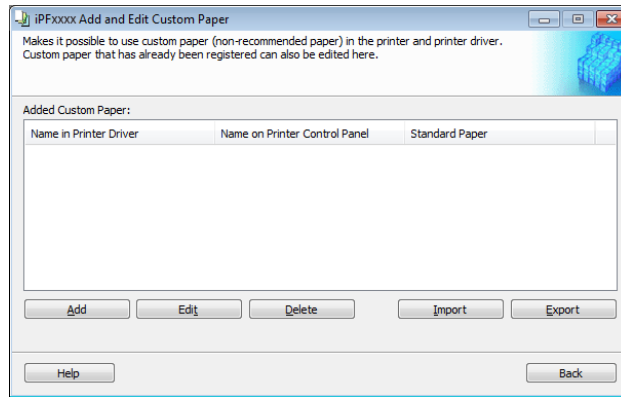 iPFxxxx Add and Edit Custom Paper
Makes it possible to use custom paper (non-recommended paper) in the printer and printer driver.
Custom paper that has already been registered can also be edited here.
Added Custom Paper:
Name in Printer Driver Name on Printer Control Panel Standard Paper
Add Edit Delete Import Export
Help Back